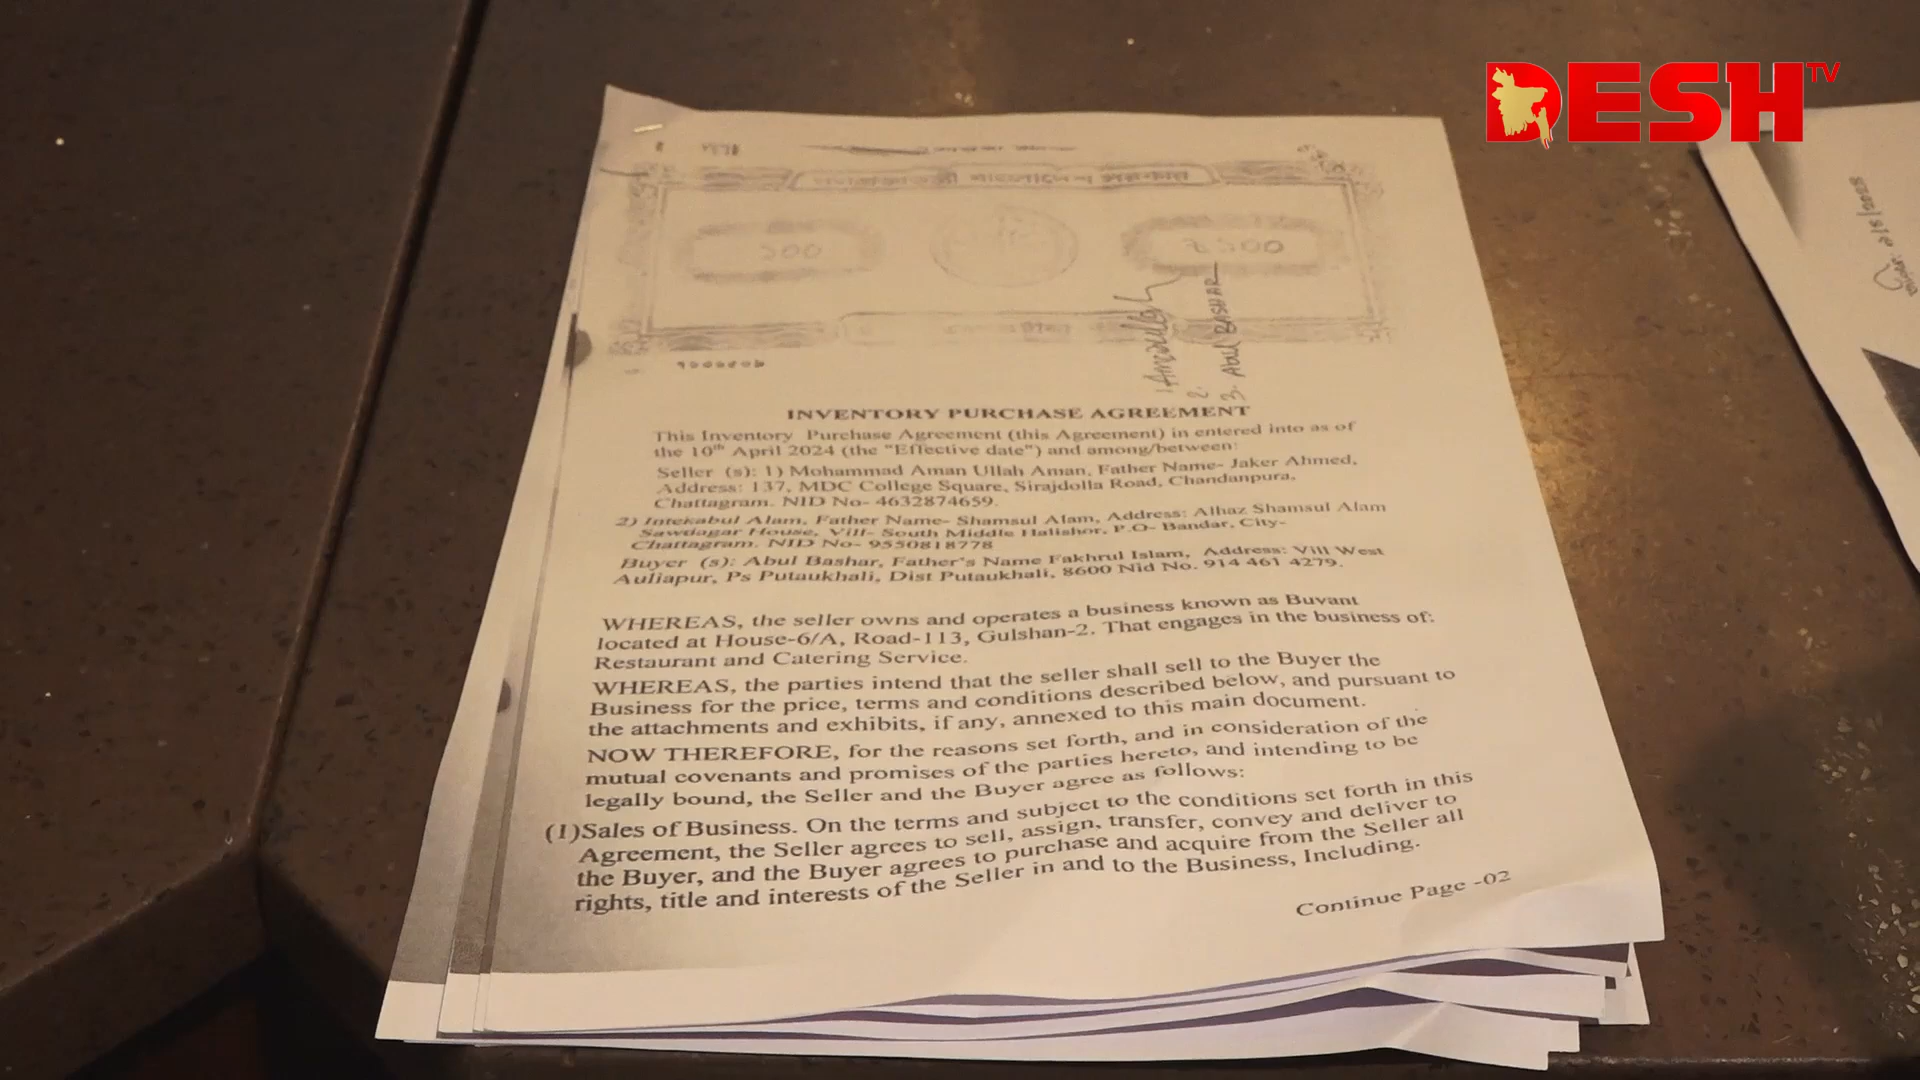 DESH TV
1 Amanullah
2.
3. Abul BASHAR
INVENTORY PURCHASE AGREEMENT
This Inventory Purchase Agreement (this Agreement) in entered into as of
the 10th April 2024 (the "Effective date") and among/between:
Seller (s): 1) Mohammad Aman Ullah Aman, Father Name- Jaker Ahmed,
Address: 137, MDC College Square, Sirajdolla Road, Chandanpura,
Chattagram. NID No- 4632874659.
2) Intekabul Alam, Father Name- Shamsul Alam, Address: Alhaz Shamsul Alam
Sawdagar House, Vill- South Middle Halishor, P.O- Bandar, City-
Chattagram. NID No- 9550818778
Buyer (s): Abul Bashar, Father's Name Fakhrul Islam, Address: Vill West
Auliapur, Ps Putaukhali, Dist Putaukhali, 8600 Nid No. 914 461 4279.
WHEREAS, the seller owns and operates a business known as Buvant
located at House-6/A, Road-113, Gulshan-2. That engages in the business of:
Restaurant and Catering Service.
WHEREAS, the parties intend that the seller shall sell to the Buyer the
Business for the price, terms and conditions described below, and pursuant to
the attachments and exhibits, if any, annexed to this main document.
NOW THEREFORE, for the reasons set forth, and in consideration of the
mutual covenants and promises of the parties hereto, and intending to be
legally bound, the Seller and the Buyer agree as follows:
(1)Sales of Business. On the terms and subject to the conditions set forth in this
Agreement, the Seller agrees to sell, assign, transfer, convey and deliver to
the Buyer, and the Buyer agrees to purchase and acquire from the Seller all
rights, title and interests of the Seller in and to the Business, Including.
Continue Page -02